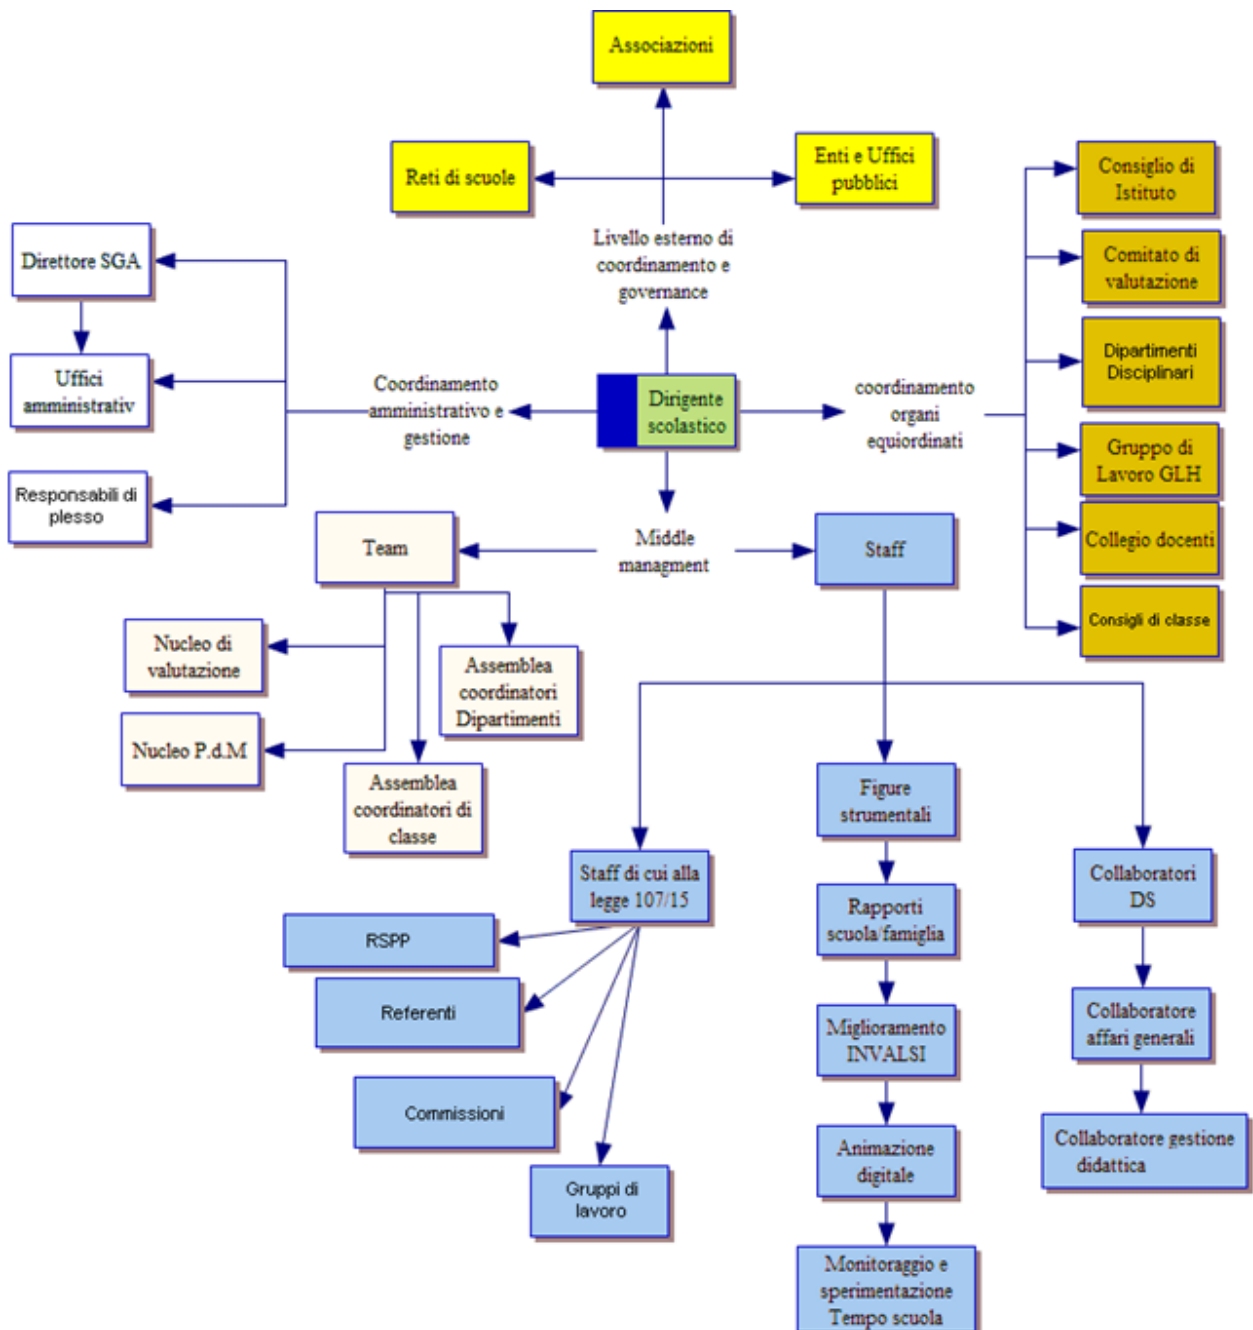 Associazioni
Reti di scuole
Enti e Uffici
pubblici
Consiglio di
Istituto
Livello esterno di
coordinamento e
governance
Direttore SGA
Comitato di
valutazione
Uffici
amministrativ
Coordinamento
amministrativo e
gestione
Dirigente
scolastico
coordinamento
organi
equiordinati
Dipartimenti
Disciplinari
Gruppo di
Lavoro GLH
Responsabili di
plesso
Team
Middle
managment
Staff
Collegio docenti
Consigli di classe
Nucleo di
valutazione
Assemblea
coordinatori
Dipartimenti
Nucleo P.d.M
Assemblea
coordinatori di
classe
Figure
strumentali
Staff di cui alla
legge 107/15
Collaboratori
DS
RSPP
Rapporti
scuola/famiglia
Referenti
Miglioramento
INVALSI
Collaboratore
affari generali
Commissioni
Animazione
digitale
Collaboratore gestione
didattica
Gruppi di
lavoro
Monitoraggio e
sperimentazione
Tempo scuola